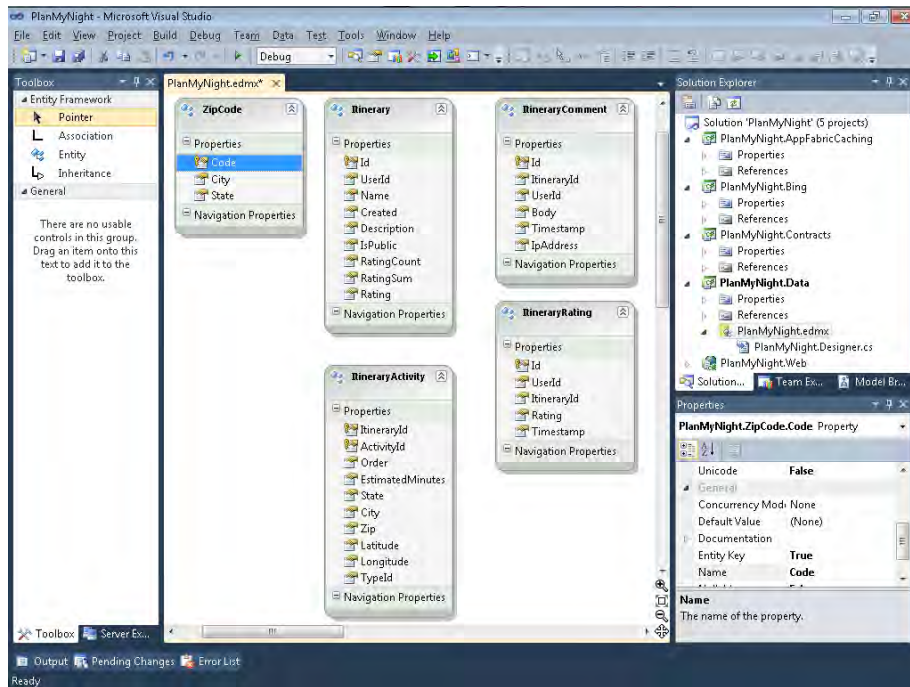 PlanMyNight - Microsoft Visual Studio
File Edit View Project Build Debug Team Data Test Tools Window Help
Debug
Toolbox
Entity Framework
Pointer
Association
Entity
Inheritance
General
There are no usable
controls in this group.
Drag an item onto this
text to add it to the
toolbox.
Toolbox Server Ex...
PlanMyNight.edmx*
ZipCode
Properties
Code
City
State
Navigation Properties
Itinerary
Properties
Id
UserId
Name
Created
Description
IsPublic
RatingCount
RatingSum
Rating
Navigation Properties
ItineraryComment
Properties
Id
ItineraryId
UserId
Body
Timestamp
IpAddress
Navigation Properties
ItineraryActivity
Properties
ItineraryId
ActivityId
Order
EstimatedMinutes
State
City
Zip
Latitude
Longitude
TypeId
Navigation Properties
ItineraryRating
Properties
Id
UserId
ItineraryId
Rating
Timestamp
Navigation Properties
Solution Explorer
Solution 'PlanMyNight' (5 projects)
PlanMyNight.AppFabricCaching
Properties
References
PlanMyNight.Bing
Properties
References
PlanMyNight.Contracts
Properties
References
PlanMyNight.Data
Properties
References
PlanMyNight.edmx
PlanMyNight.Designer.cs
PlanMyNight.Web
Solution... Team Ex... Model Br...
Properties
PlanMyNight.ZipCode.Code Property
Unicode False
General
Concurrency Mod None
Default Value (None)
Documentation
Entity Key True
Name Code
Name
The name of the property.
Output Pending Changes Error List
Ready